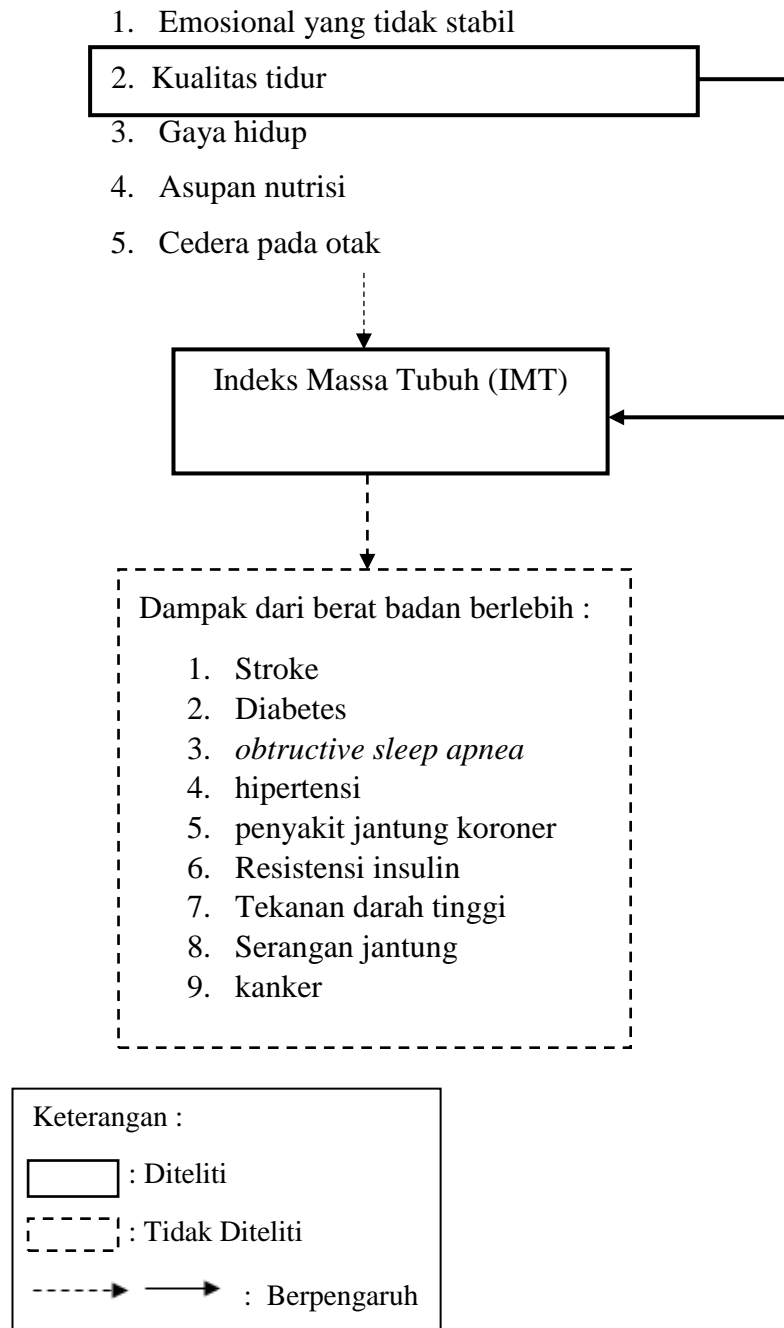 1. Emosional yang tidak stabil
2. Kualitas tidur
3. Gaya hidup
4. Asupan nutrisi
5. Cedera pada otak
Indeks Massa Tubuh (IMT)
Dampak dari berat badan berlebih :
1. Stroke
2. Diabetes
3. obtructive sleep apnea
4. hipertensi
5. penyakit jantung koroner
6. Resistensi insulin
7. Tekanan darah tinggi
8. Serangan jantung
9. kanker
Keterangan :
: Diteliti
: Tidak Diteliti
: Berpengaruh